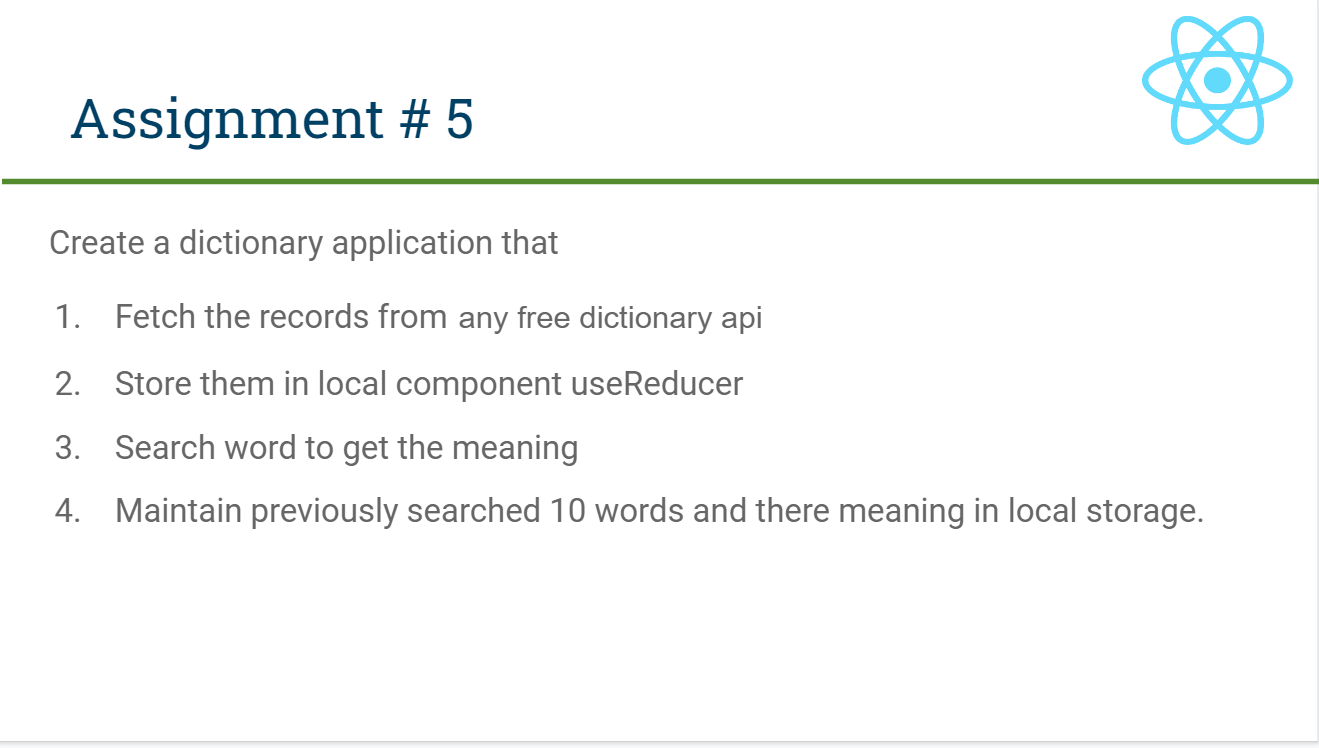 Assignment # 5
Create a dictionary application that
1. Fetch the records from any free dictionary api
2. Store them in local component useReducer
3. Search word to get the meaning
4. Maintain previously searched 10 words and there meaning in local storage.